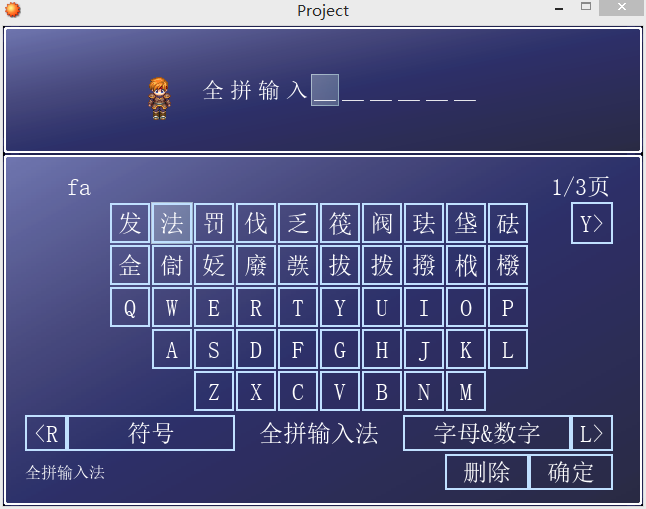 Project
全拼输入_ _ _ _ _ _
fa 1/3页
发 法 罚 伐 乏 筏 阀 珐 垡 砝 Y>
佱 傠 姂 廢 彂 拔 拨 撥 橃
Q W E R T Y U I O P
A S D F G H J K L
Z X C V B N M
<R 符号 全拼输入法 字母&数字 L>
全拼输入法 删除 确定